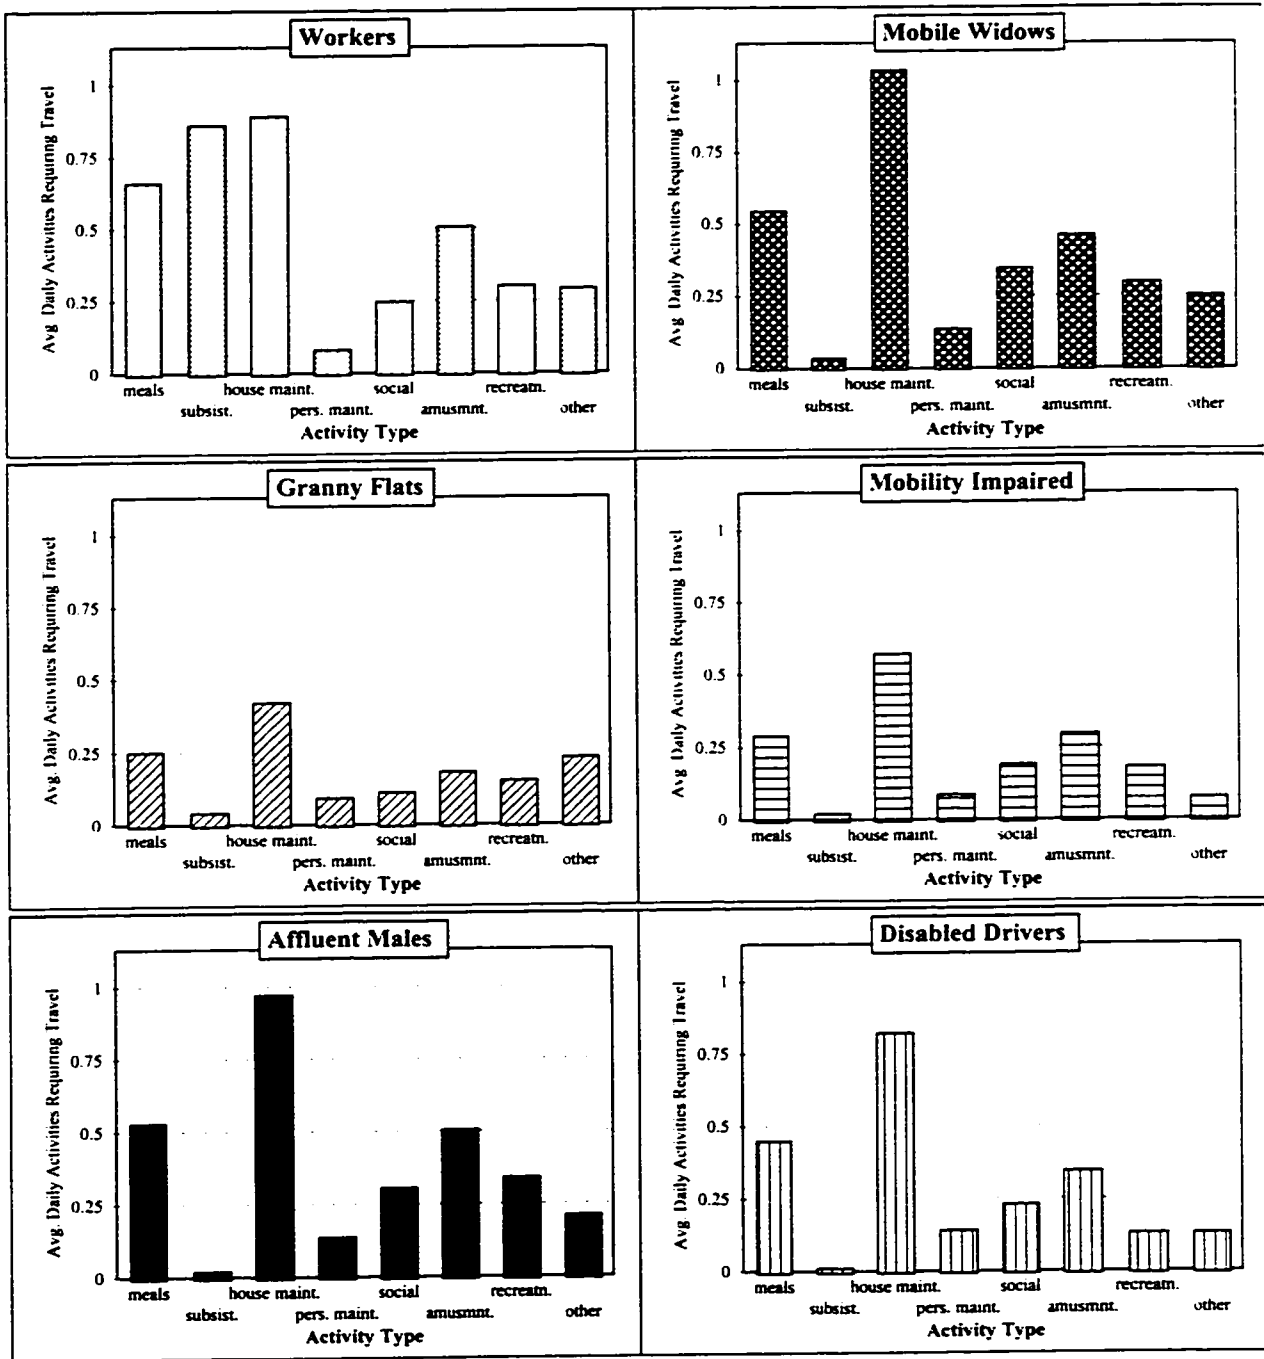 Workers
Avg. Daily Activities Requiring Travel
1
0.75
0.5
0.25
0
meals house maint. social recreatn.
subsist. pers. maint. amusmnt. other
Activity Type
Mobile Widows
Avg. Daily Activities Requiring Travel
1
0.75
0.5
0.25
0
meals house maint. social recreatn.
subsist. pers. maint. amusmnt. other
Activity Type
Granny Flats
Avg. Daily Activities Requiring Travel
1
0.75
0.5
0.25
0
meals house maint. social recreatn.
subsist. pers. maint. amusmnt. other
Activity Type
Mobility Impaired
Avg. Daily Activities Requiring Travel
1
0.75
0.5
0.25
0
meals house maint. social recreatn.
subsist. pers. maint. amusmnt. other
Activity Type
Affluent Males
Avg. Daily Activities Requiring Travel
1
0.75
0.5
0.25
0
meals house maint. social recreatn.
subsist. pers. maint. amusmnt. other
Activity Type
Disabled Drivers
Avg. Daily Activities Requiring Travel
1
0.75
0.5
0.25
0
meals house maint. social recreatn.
subsist. pers. maint. amusmnt. other
Activity Type